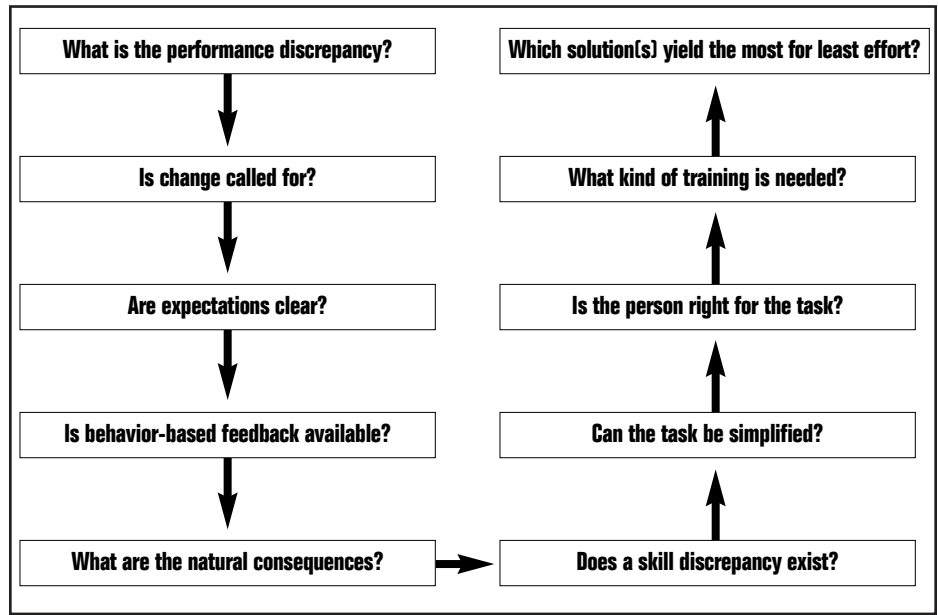 What is the performance discrepancy?
Is change called for?
Are expectations clear?
Is behavior-based feedback available?
What are the natural consequences?
Does a skill discrepancy exist?
Can the task be simplified?
Is the person right for the task?
What kind of training is needed?
Which solution(s) yield the most for least effort?